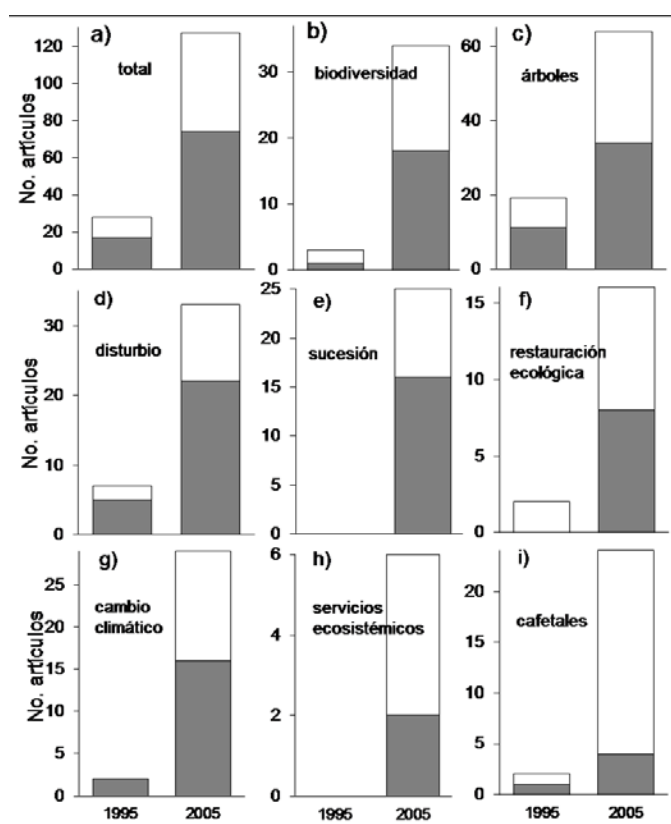 a)
total
No. artículos
120
100
80
60
40
20
0
b)
biodiversidad
30
20
10
0
c)
árboles
60
40
20
0
d)
disturbio
No. artículos
30
20
10
0
e)
sucesión
25
20
15
10
5
0
f)
restauración
ecológica
15
10
5
0
g)
cambio
climático
No. artículos
25
20
15
10
5
0
1995 2005
h)
servicios
ecosistémicos
6
4
2
0
1995 2005
i)
cafetales
20
15
10
5
0
1995 2005